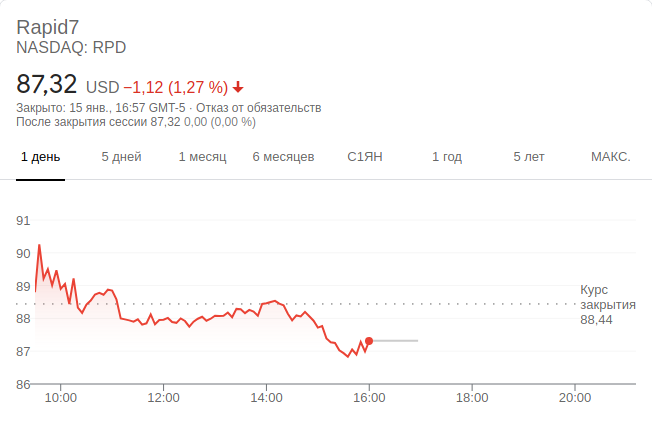 Rapid7
NASDAQ: RPD
87,32 USD −1,12 (1,27 %)
Закрыто: 15 янв., 16:57 GMT-5 · Отказ от обязательств
После закрытия сессии 87,32 0,00 (0,00 %)
1 день 5 дней 1 месяц 6 месяцев С1ЯН 1 год 5 лет МАКС.
91
90
89
88
87
86
Курс
закрытия
88,44
10:00 12:00 14:00 16:00 18:00 20:00